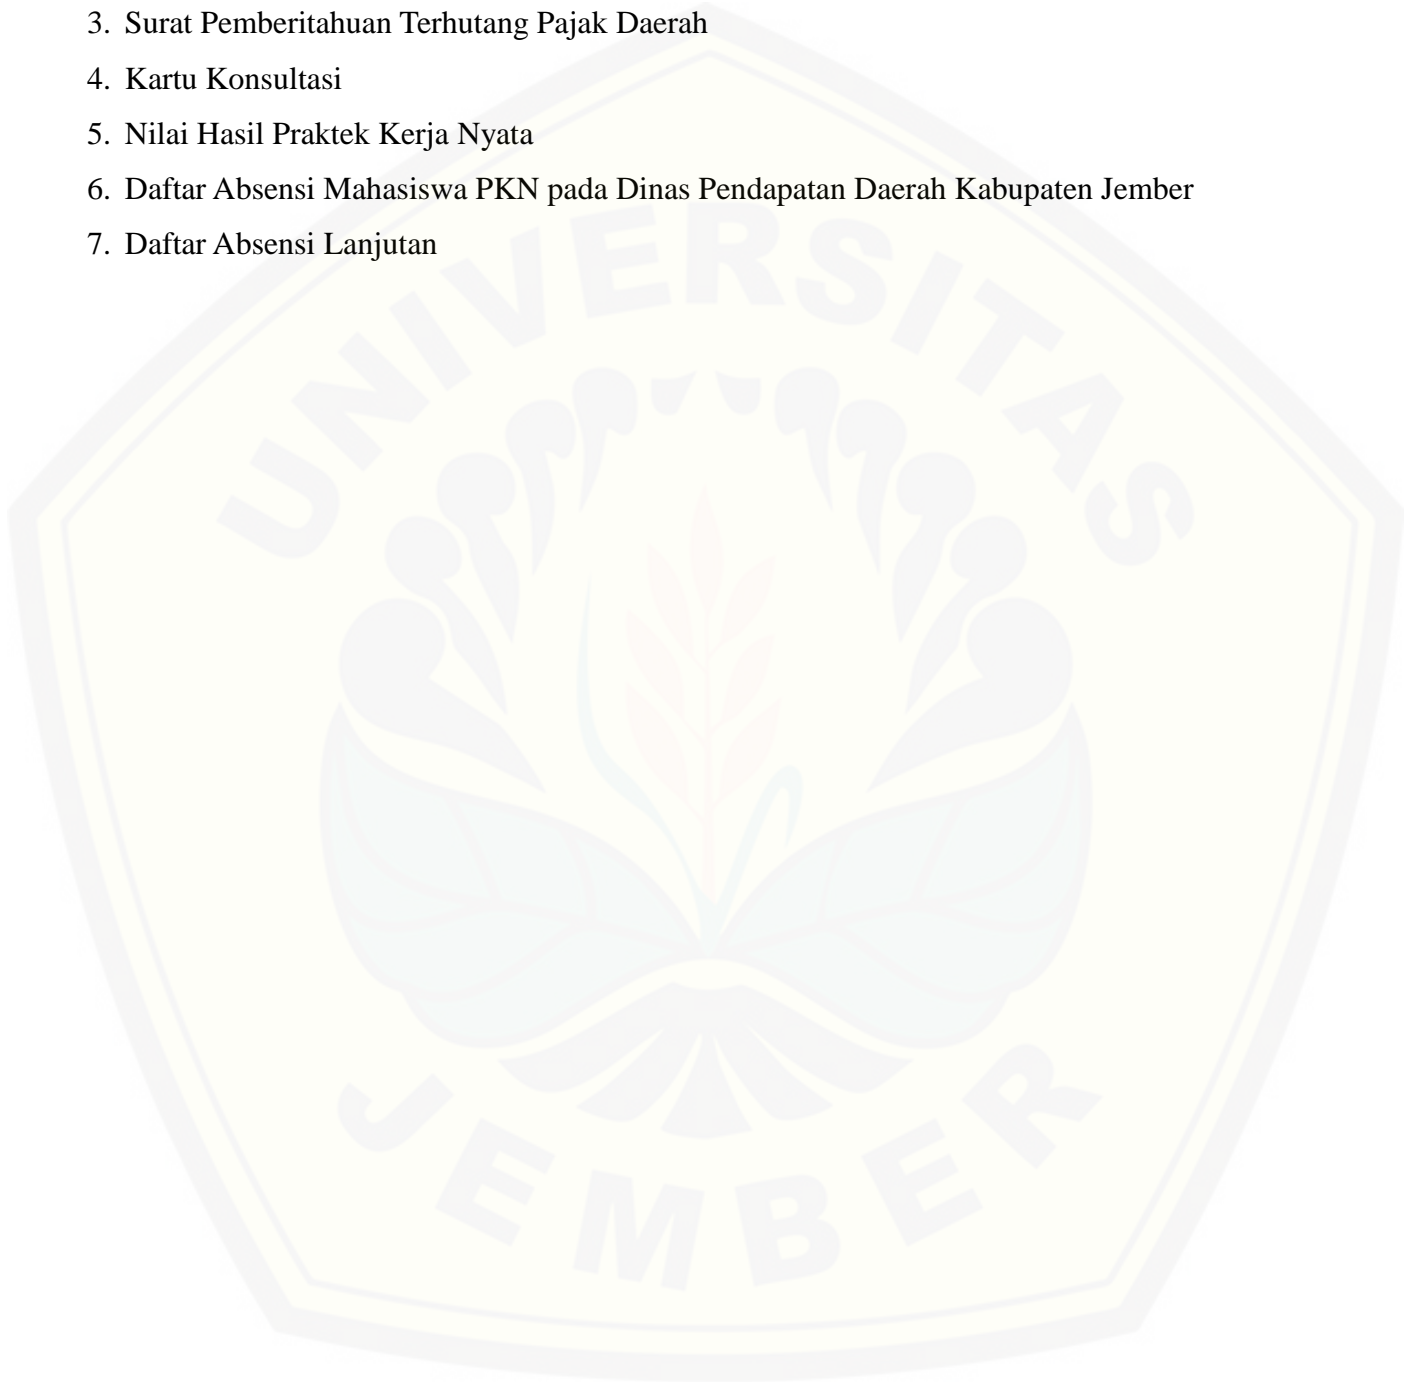 3. Surat Pemberitahuan Terhutang Pajak Daerah
4. Kartu Konsultasi
5. Nilai Hasil Praktek Kerja Nyata
6. Daftar Absensi Mahasiswa PKN pada Dinas Pendapatan Daerah Kabupaten Jember
7. Daftar Absensi Lanjutan
UNIVERSITAS
JEMBER